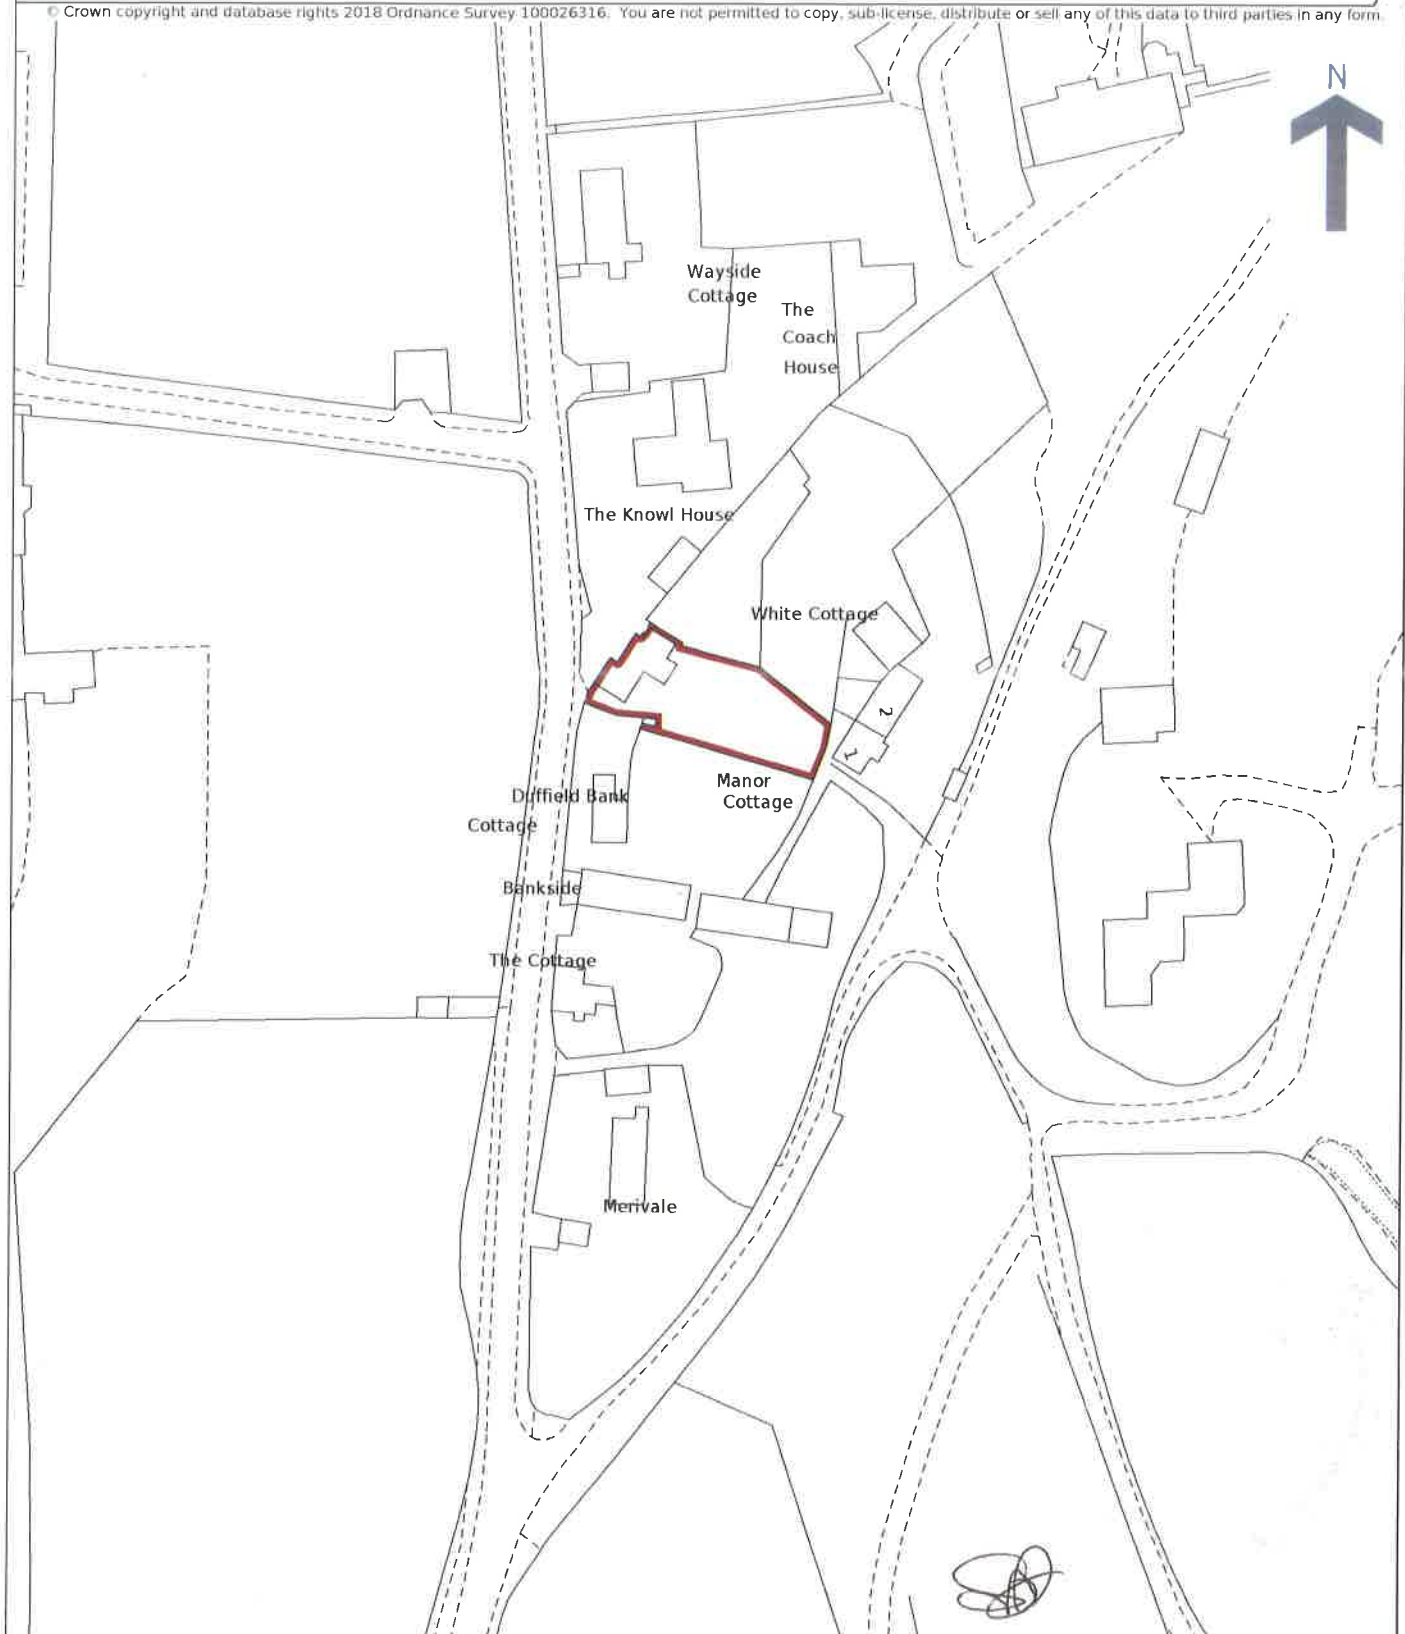 © Crown copyright and database rights 2018 Ordnance Survey 100026316. You are not permitted to copy, sub-license, distribute or sell any of this data to third parties in any form.
N
Wayside
Cottage
The
Coach
House
The Knowl House
White Cottage
2
1
Manor
Cottage
Duffield Bank
Cottage
Bankside
The Cottage
Merivale